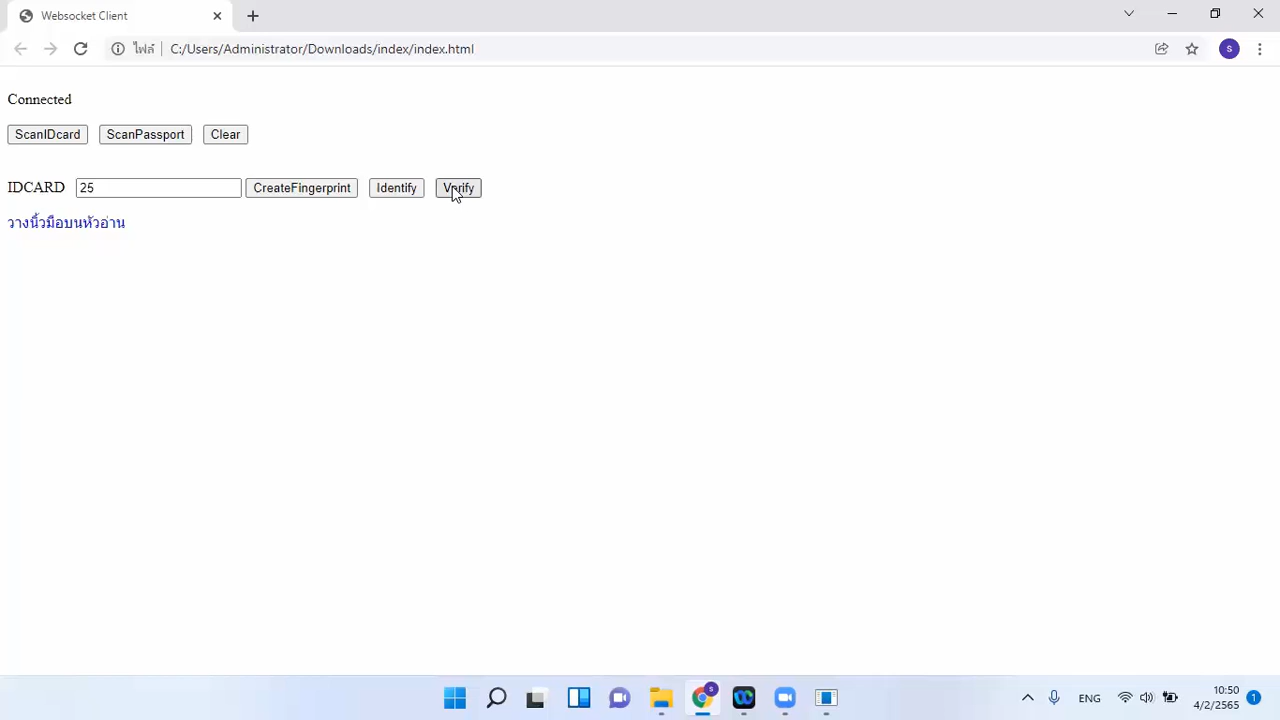 Websocket Client
ไฟล์ C:/Users/Administrator/Downloads/index/index.html
S
Connected
ScanIDcard ScanPassport Clear
IDCARD 25 CreateFingerprint Identify Verify
วางนิ้วมือบนหัวอ่าน
ENG
10:50
4/2/2565
1